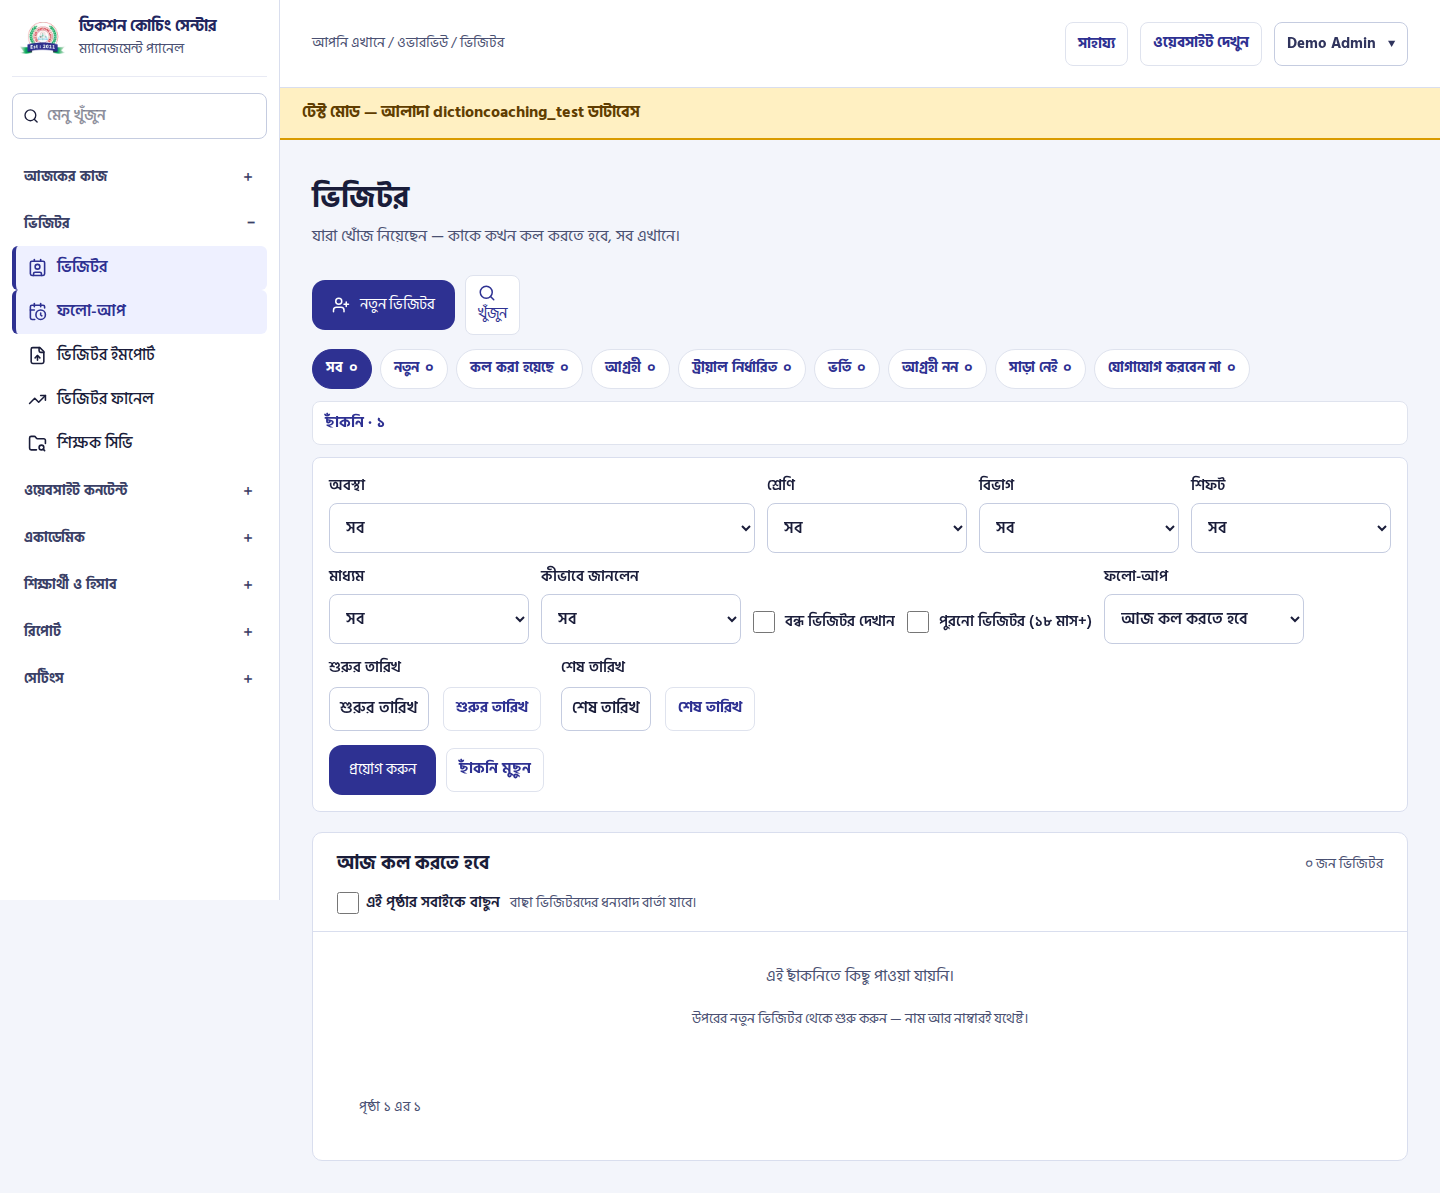 ডিকশন কোচিং সেন্টার
ম্যানেজমেন্ট প্যানেল
Est : 2011
মেনু খুঁজুন
আজকের কাজ +
ভিজিটর −
ভিজিটর
ফলো-আপ
ভিজিটর ইমপোর্ট
ভিজিটর ফানেল
শিক্ষক সিভি
ওয়েবসাইট কনটেন্ট +
একাডেমিক +
শিক্ষার্থী ও হিসাব +
রিপোর্ট +
সেটিংস +
আপনি এখানে / ওভারভিউ / ভিজিটর
সাহায্য
ওয়েবসাইট দেখুন
Demo Admin ▾
টেস্ট মোড — আলাদা dictioncoaching_test ডাটাবেস
ভিজিটর
যারা খোঁজ নিয়েছেন — কাকে কখন কল করতে হবে, সব এখানে।
নতুন ভিজিটর
খুঁজুন
সব ০ নতুন ০ কল করা হয়েছে ০ আগ্রহী ০ ট্রায়াল নির্ধারিত ০ ভর্তি ০ আগ্রহী নন ০ সাড়া নেই ০ যোগাযোগ করবেন না ০
ছাঁকনি · ১
অবস্থা শ্রেণি বিভাগ শিফট
সব সব সব সব
মাধ্যম কীভাবে জানলেন ফলো-আপ
সব সব বন্ধ ভিজিটর দেখান পুরনো ভিজিটর (১৮ মাস+) আজ কল করতে হবে
শুরুর তারিখ শেষ তারিখ
শুরুর তারিখ শুরুর তারিখ শেষ তারিখ শেষ তারিখ
প্রয়োগ করুন ছাঁকনি মুছুন
আজ কল করতে হবে ০ জন ভিজিটর
এই পৃষ্ঠার সবাইকে বাছুন বাছা ভিজিটরদের ধন্যবাদ বার্তা যাবে।
এই ছাঁকনিতে কিছু পাওয়া যায়নি।
উপরের নতুন ভিজিটর থেকে শুরু করুন — নাম আর নাম্বারই যথেষ্ট।
পৃষ্ঠা ১ এর ১